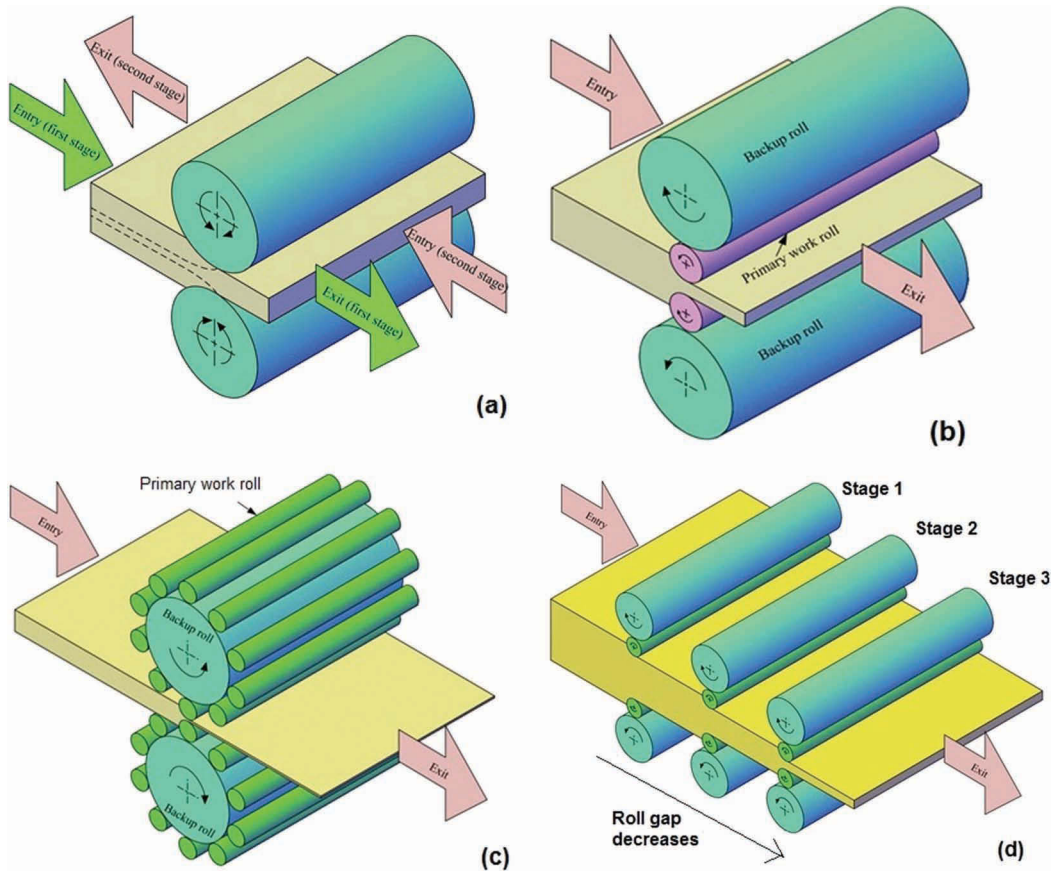 Exit (second stage)
Entry (first stage)
Entry (second stage)
Exit (first stage)
(a)
Entry
Backup roll
Primary work roll
Exit
Backup roll
(b)
Primary work roll
Entry
Backup roll
Exit
Backup roll
(c)
Entry
Stage 1
Stage 2
Stage 3
Exit
Roll gap
decreases
(d)